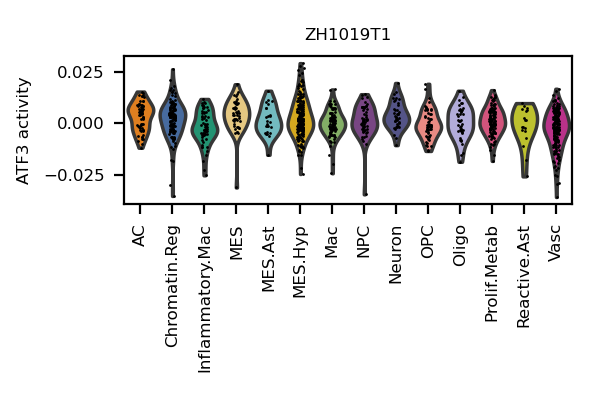 ZH1019T1
ATF3 activity
0.025
0.000
−0.025
AC
Chromatin.Reg
Inflammatory.Mac
MES
MES.Ast
MES.Hyp
Mac
NPC
Neuron
OPC
Oligo
Prolif.Metab
Reactive.Ast
Vasc